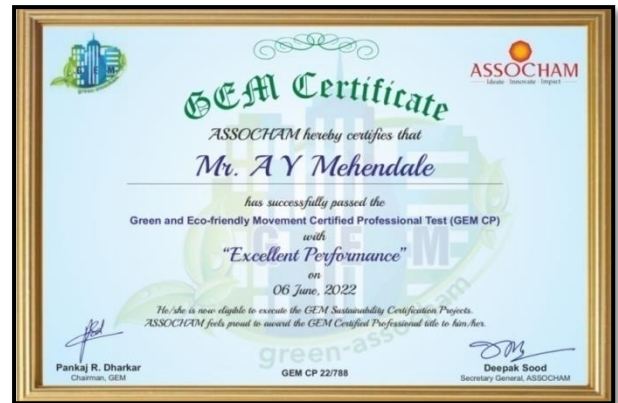 GEM
green-assocham
ASSOCHAM
Ideate Innovate Impact
GEM Certificate
ASSOCHAM hereby certifies that
Mr. A Y Mehendale
has successfully passed the
Green and Eco-friendly Movement Certified Professional Test (GEM CP)
with
“Excellent Performance”
on
06 June, 2022
He/she is now eligible to execute the GEM Sustainability Certification Projects.
ASSOCHAM feels proud to award the GEM Certified Professional title to him/her.
Pankaj R. Dharkar
Chairman, GEM
GEM CP 22/788
Deepak Sood
Secretary General, ASSOCHAM